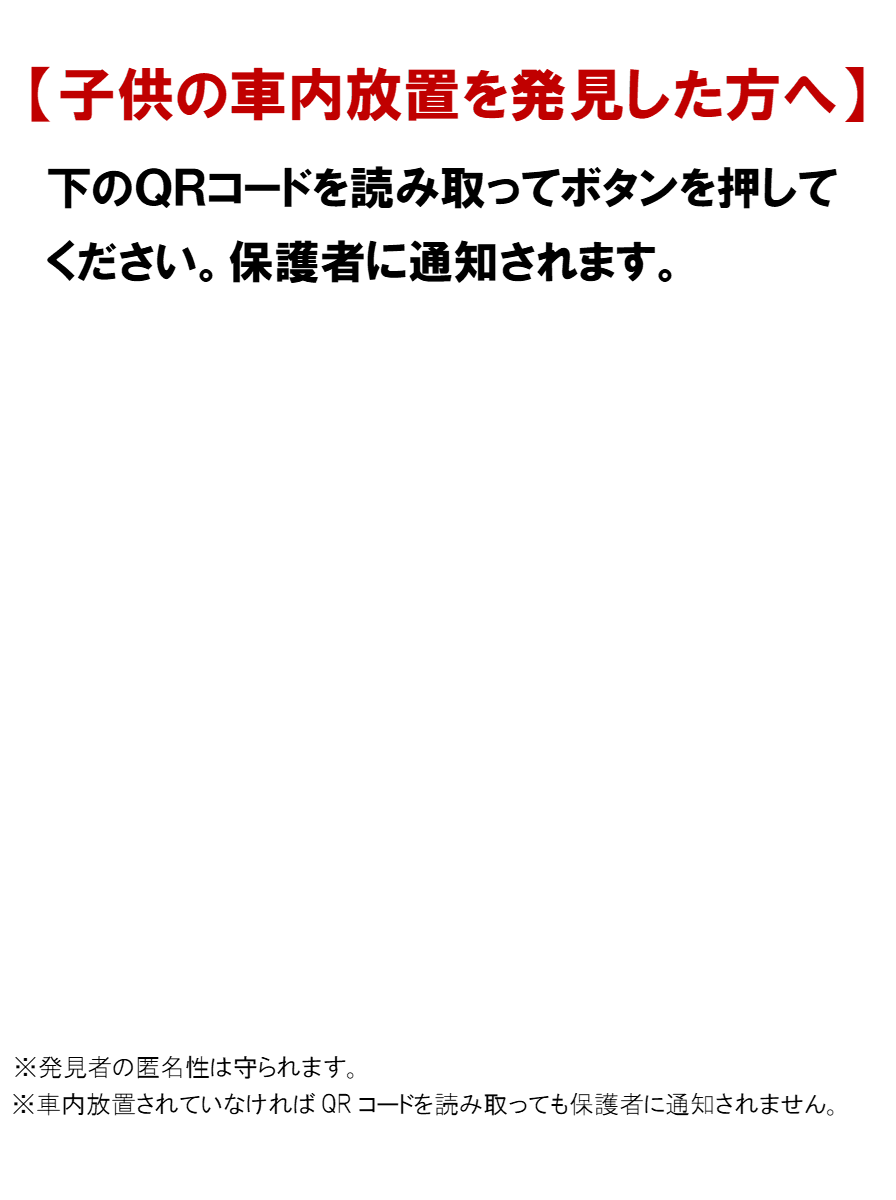 【子供の車内放置を発見した方へ】
下のQRコードを読み取ってボタンを押して
ください。保護者に通知されます。
※発見者の匿名性は守られます。
※車内放置されていなければ QR コードを読み取っても保護者に通知されません。